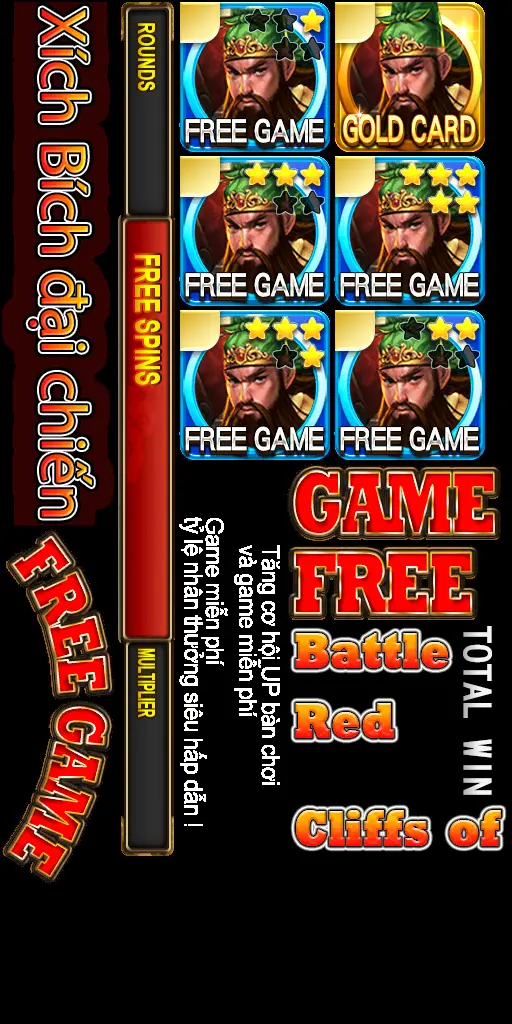 Xích Bích đại chiến
ROUNDS
FREE SPINS
MULTIPLIER
FREE GAME
GOLD CARD
FREE GAME
FREE GAME
FREE GAME
FREE GAME
GAME
FREE
Battle
Red
Cliffs of
TOTAL WIN
Tăng cơ hội UP bàn chơi
và game miễn phí
Game miễn phí
tỷ lệ nhân thưởng siêu hấp dẫn !
FREE GAME